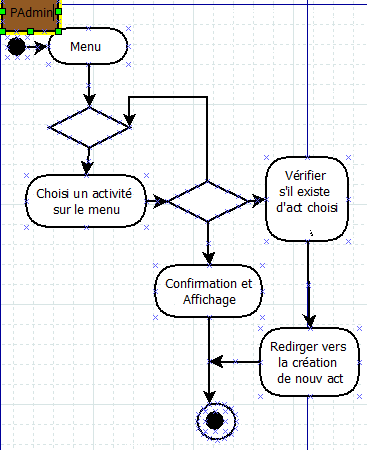 PAdmin
Menu
Choisi un activité
sur le menu
Vérifier
s'il existe
d'act choisi
Confirmation et
Affichage
Redirger vers
la création
de nouv act